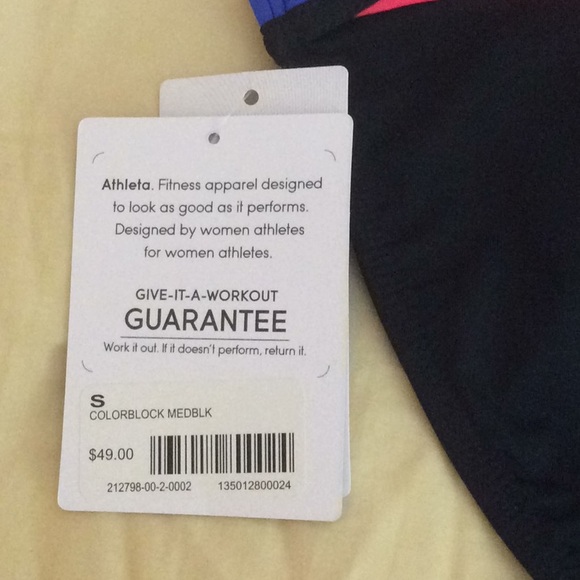 Athleta. Fitness apparel designed
to look as good as it performs.
Designed by women athletes
for women athletes.
GIVE-IT-A-WORKOUT
GUARANTEE
Work it out. If it doesn't perform, return it.
S
COLORBLOCK MEDBLK
$49.00
212798-00-2-0002 135012800024